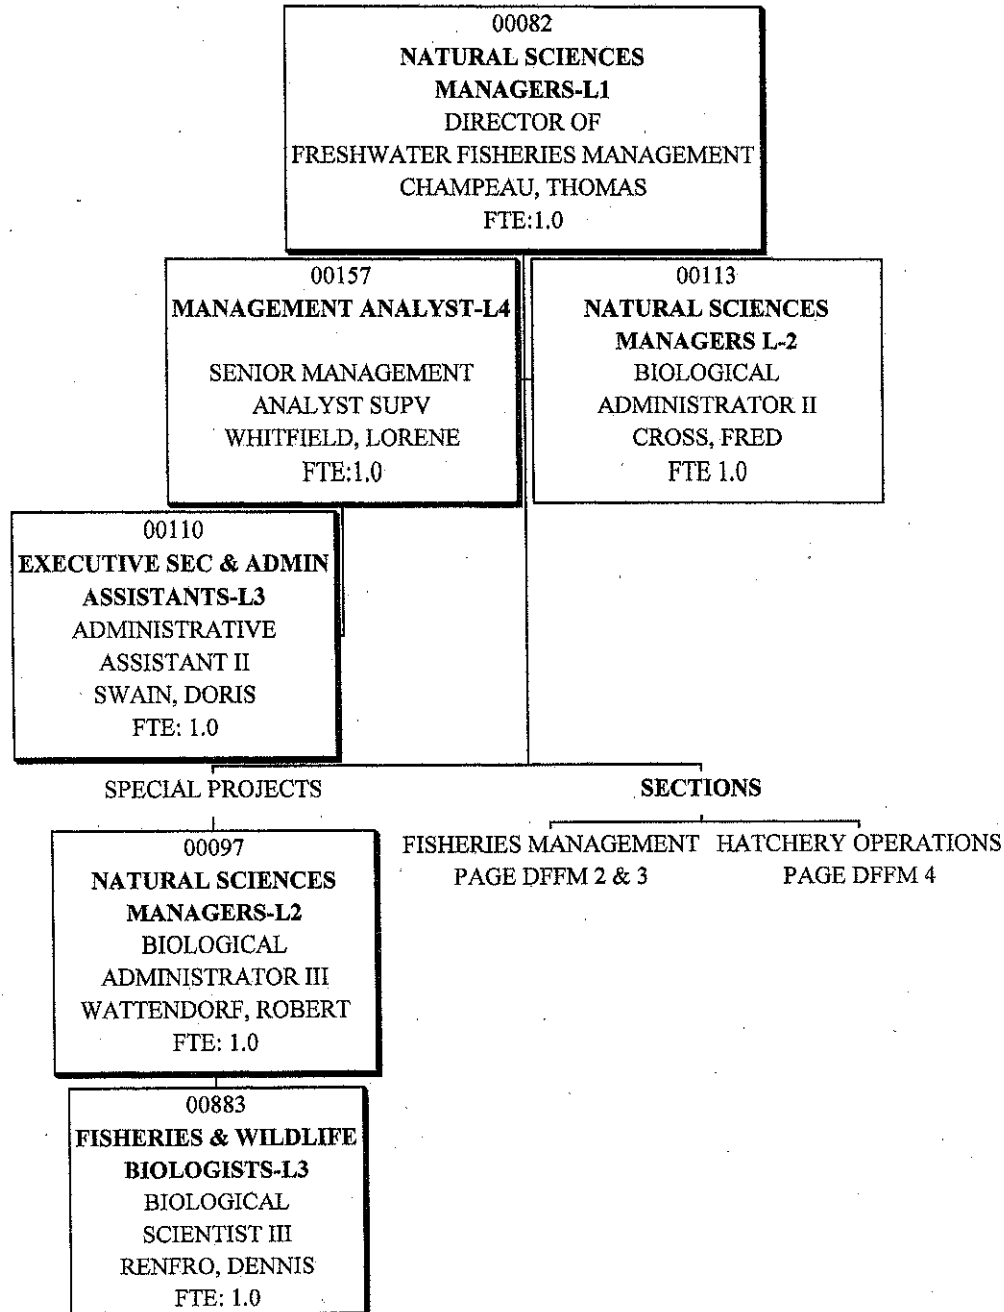 00082
NATURAL SCIENCES
MANAGERS-L1
DIRECTOR OF
FRESHWATER FISHERIES MANAGEMENT
CHAMPEAU, THOMAS
FTE:1.0
00157
MANAGEMENT ANALYST-L4
SENIOR MANAGEMENT
ANALYST SUPV
WHITFIELD, LORENE
FTE:1.0
00113
NATURAL SCIENCES
MANAGERS L-2
BIOLOGICAL
ADMINISTRATOR II
CROSS, FRED
FTE 1.0
00110
EXECUTIVE SEC & ADMIN
ASSISTANTS-L3
ADMINISTRATIVE
ASSISTANT II
SWAIN, DORIS
FTE: 1.0
SPECIAL PROJECTS
00097
NATURAL SCIENCES
MANAGERS-L2
BIOLOGICAL
ADMINISTRATOR III
WATTENDORF, ROBERT
FTE: 1.0
00883
FISHERIES & WILDLIFE
BIOLOGISTS-L3
BIOLOGICAL
SCIENTIST III
RENFRO, DENNIS
FTE: 1.0
SECTIONS
FISHERIES MANAGEMENT
PAGE DFFM 2 & 3
HATCHERY OPERATIONS
PAGE DFFM 4